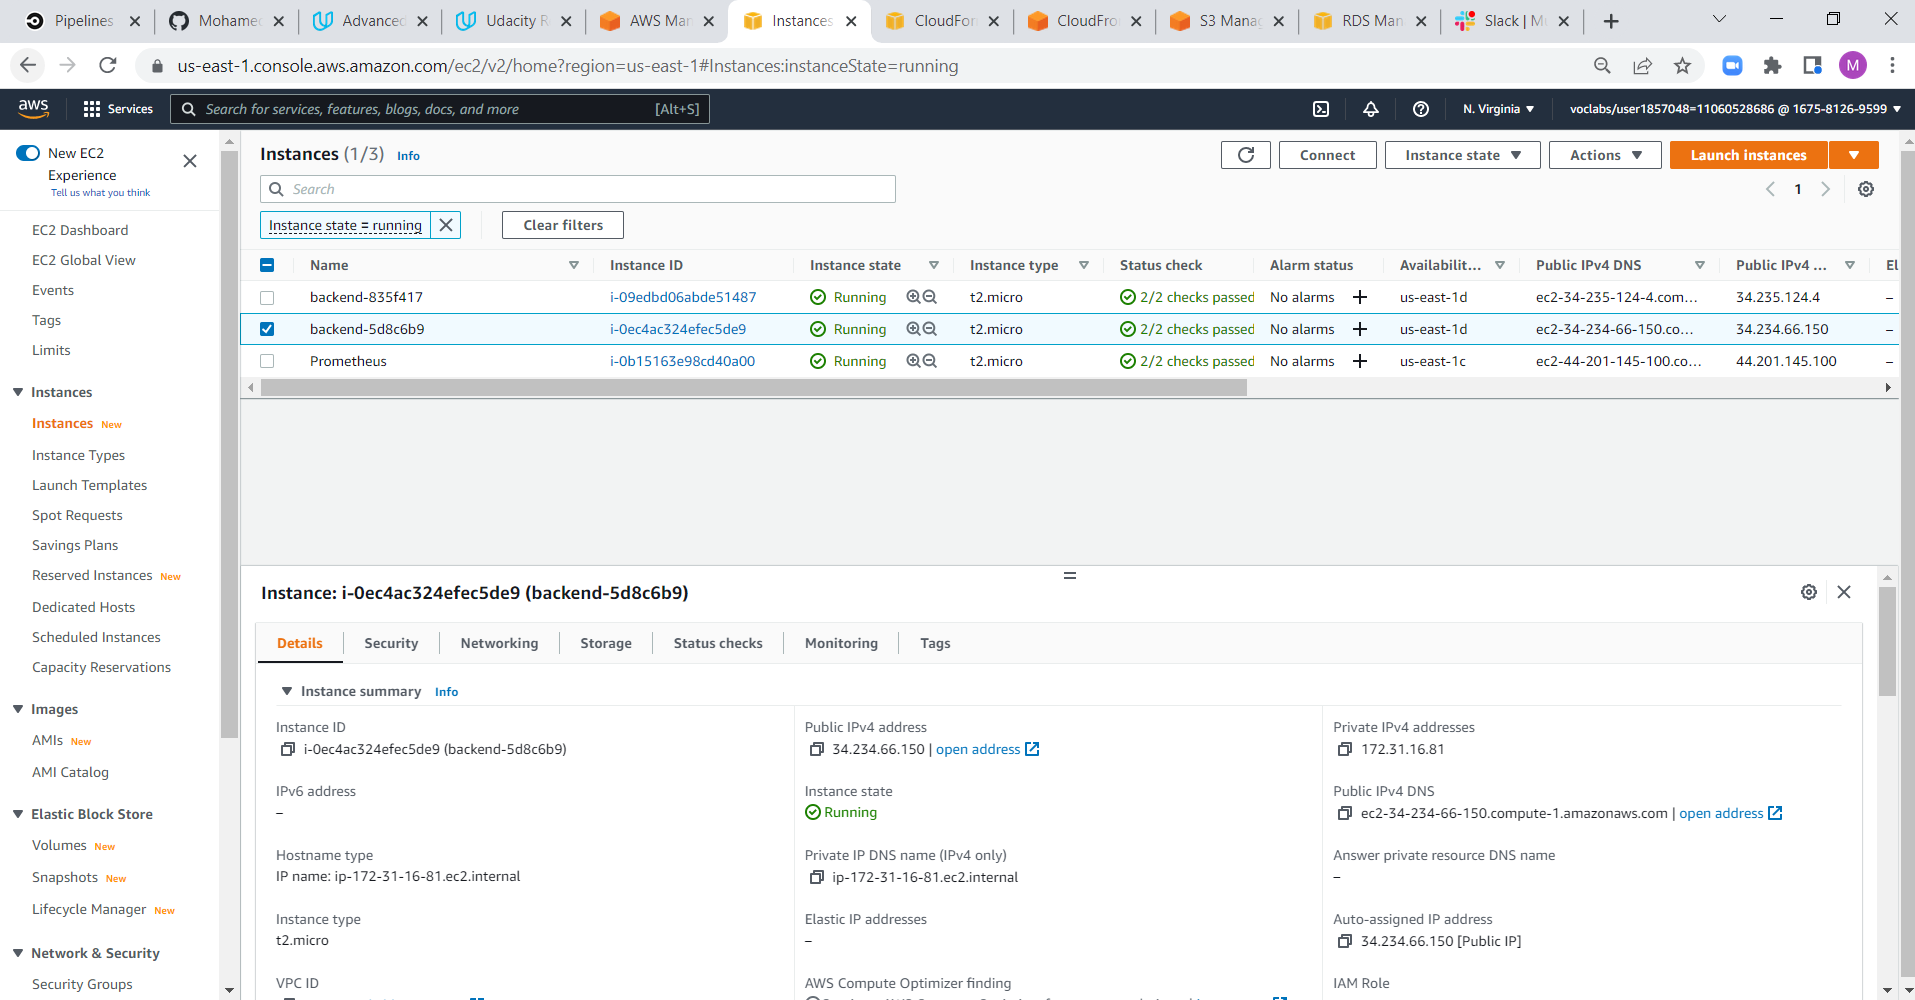 Pipelines
Mohamed
Advanced
Udacity R
AWS Man
Instances
CloudForm
CloudFron
S3 Manag
RDS Man
Slack | M
us-east-1.console.aws.amazon.com/ec2/v2/home?region=us-east-1#Instances:instanceState=running
M
aws
Services
Search for services, features, blogs, docs, and more
[Alt+S]
N. Virginia
voclabs/user1857048=11060528686 @ 1675-8126-9599
New EC2
Experience
Tell us what you think
EC2 Dashboard
EC2 Global View
Events
Tags
Limits
Instances
Instances New
Instance Types
Launch Templates
Spot Requests
Savings Plans
Reserved Instances New
Dedicated Hosts
Scheduled Instances
Capacity Reservations
Images
AMIs New
AMI Catalog
Elastic Block Store
Volumes New
Snapshots New
Lifecycle Manager New
Network & Security
Security Groups
Instances (1/3) Info
Connect
Instance state
Actions
Launch instances
Search
1
Instance state = running
Clear filters
Name Instance ID Instance state Instance type Status check Alarm status Availabilit... Public IPv4 DNS Public IPv4 ... El
backend-835f417 i-09edbd06abde51487 Running t2.micro 2/2 checks passed No alarms us-east-1d ec2-34-235-124-4.com... 34.235.124.4 –
backend-5d8c6b9 i-0ec4ac324efec5de9 Running t2.micro 2/2 checks passed No alarms us-east-1d ec2-34-234-66-150.co... 34.234.66.150 –
Prometheus i-0b15163e98cd40a00 Running t2.micro 2/2 checks passed No alarms us-east-1c ec2-44-201-145-100.co... 44.201.145.100 –
Instance: i-0ec4ac324efec5de9 (backend-5d8c6b9)
Details Security Networking Storage Status checks Monitoring Tags
Instance summary Info
Instance ID
i-0ec4ac324efec5de9 (backend-5d8c6b9)
Public IPv4 address
34.234.66.150 | open address
Private IPv4 addresses
172.31.16.81
IPv6 address
–
Instance state
Running
Public IPv4 DNS
ec2-34-234-66-150.compute-1.amazonaws.com | open address
Hostname type
IP name: ip-172-31-16-81.ec2.internal
Private IP DNS name (IPv4 only)
ip-172-31-16-81.ec2.internal
Answer private resource DNS name
–
Instance type
t2.micro
Elastic IP addresses
–
Auto-assigned IP address
34.234.66.150 [Public IP]
VPC ID
AWS Compute Optimizer finding
IAM Role